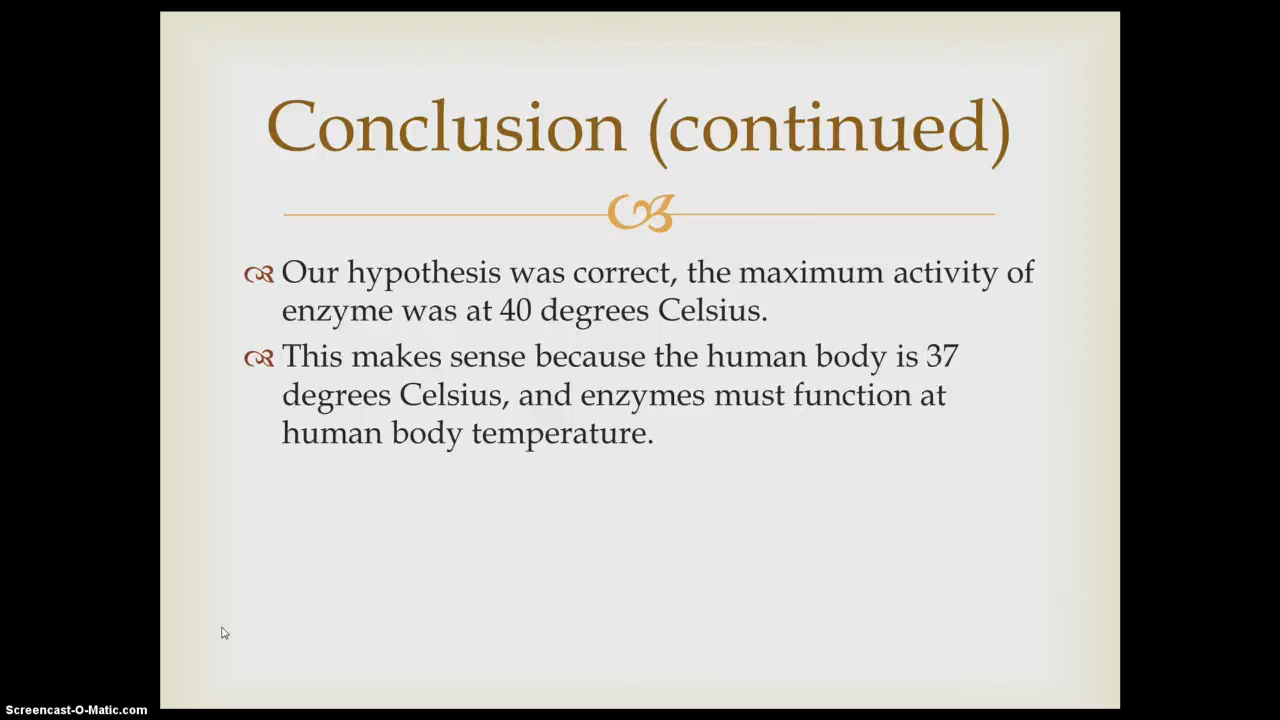 Conclusion (continued)
Our hypothesis was correct, the maximum activity of
enzyme was at 40 degrees Celsius.
This makes sense because the human body is 37
degrees Celsius, and enzymes must function at
human body temperature.
Screencast-O-Matic.com